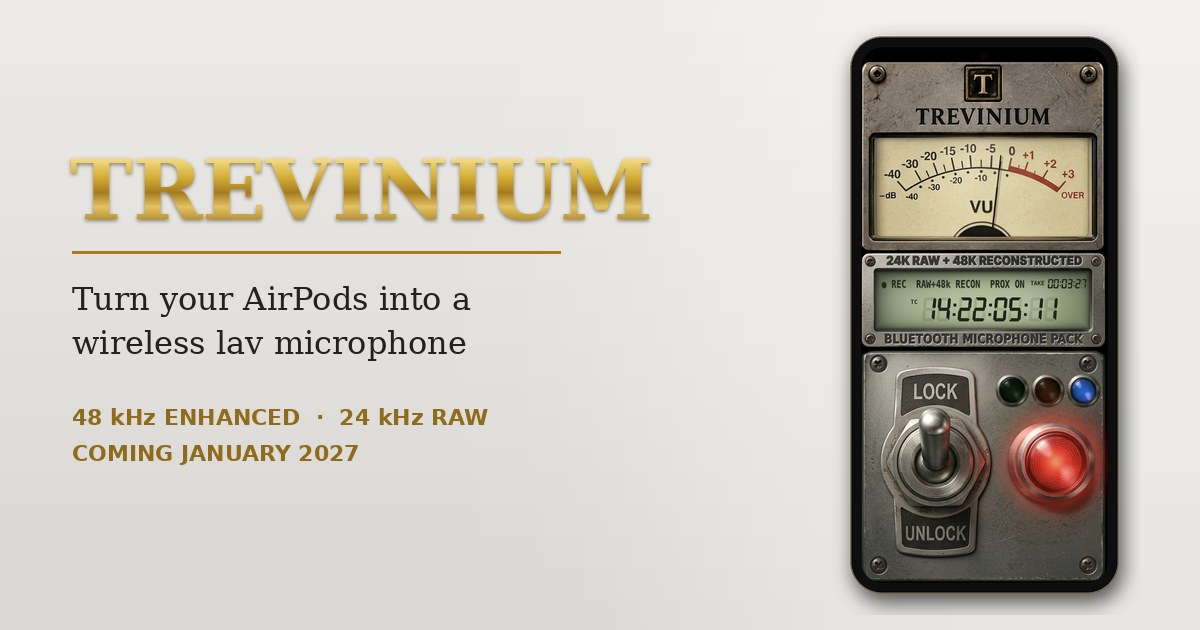 TREVINIUM
Turn your AirPods into a
wireless lav microphone
48 kHz ENHANCED · 24 kHz RAW
COMING JANUARY 2027
T
TREVINIUM
-40 -30 -20 -15 -10 -5 0 +1 +2 +3
-dB -40 -30 -20 -10 OVER
VU
24K RAW + 48K RECONSTRUCTED
REC RAW+48k RECON PROX ON TAKE 00:03:27
TC 14:22:05:11
BLUETOOTH MICROPHONE PACK
LOCK
UNLOCK